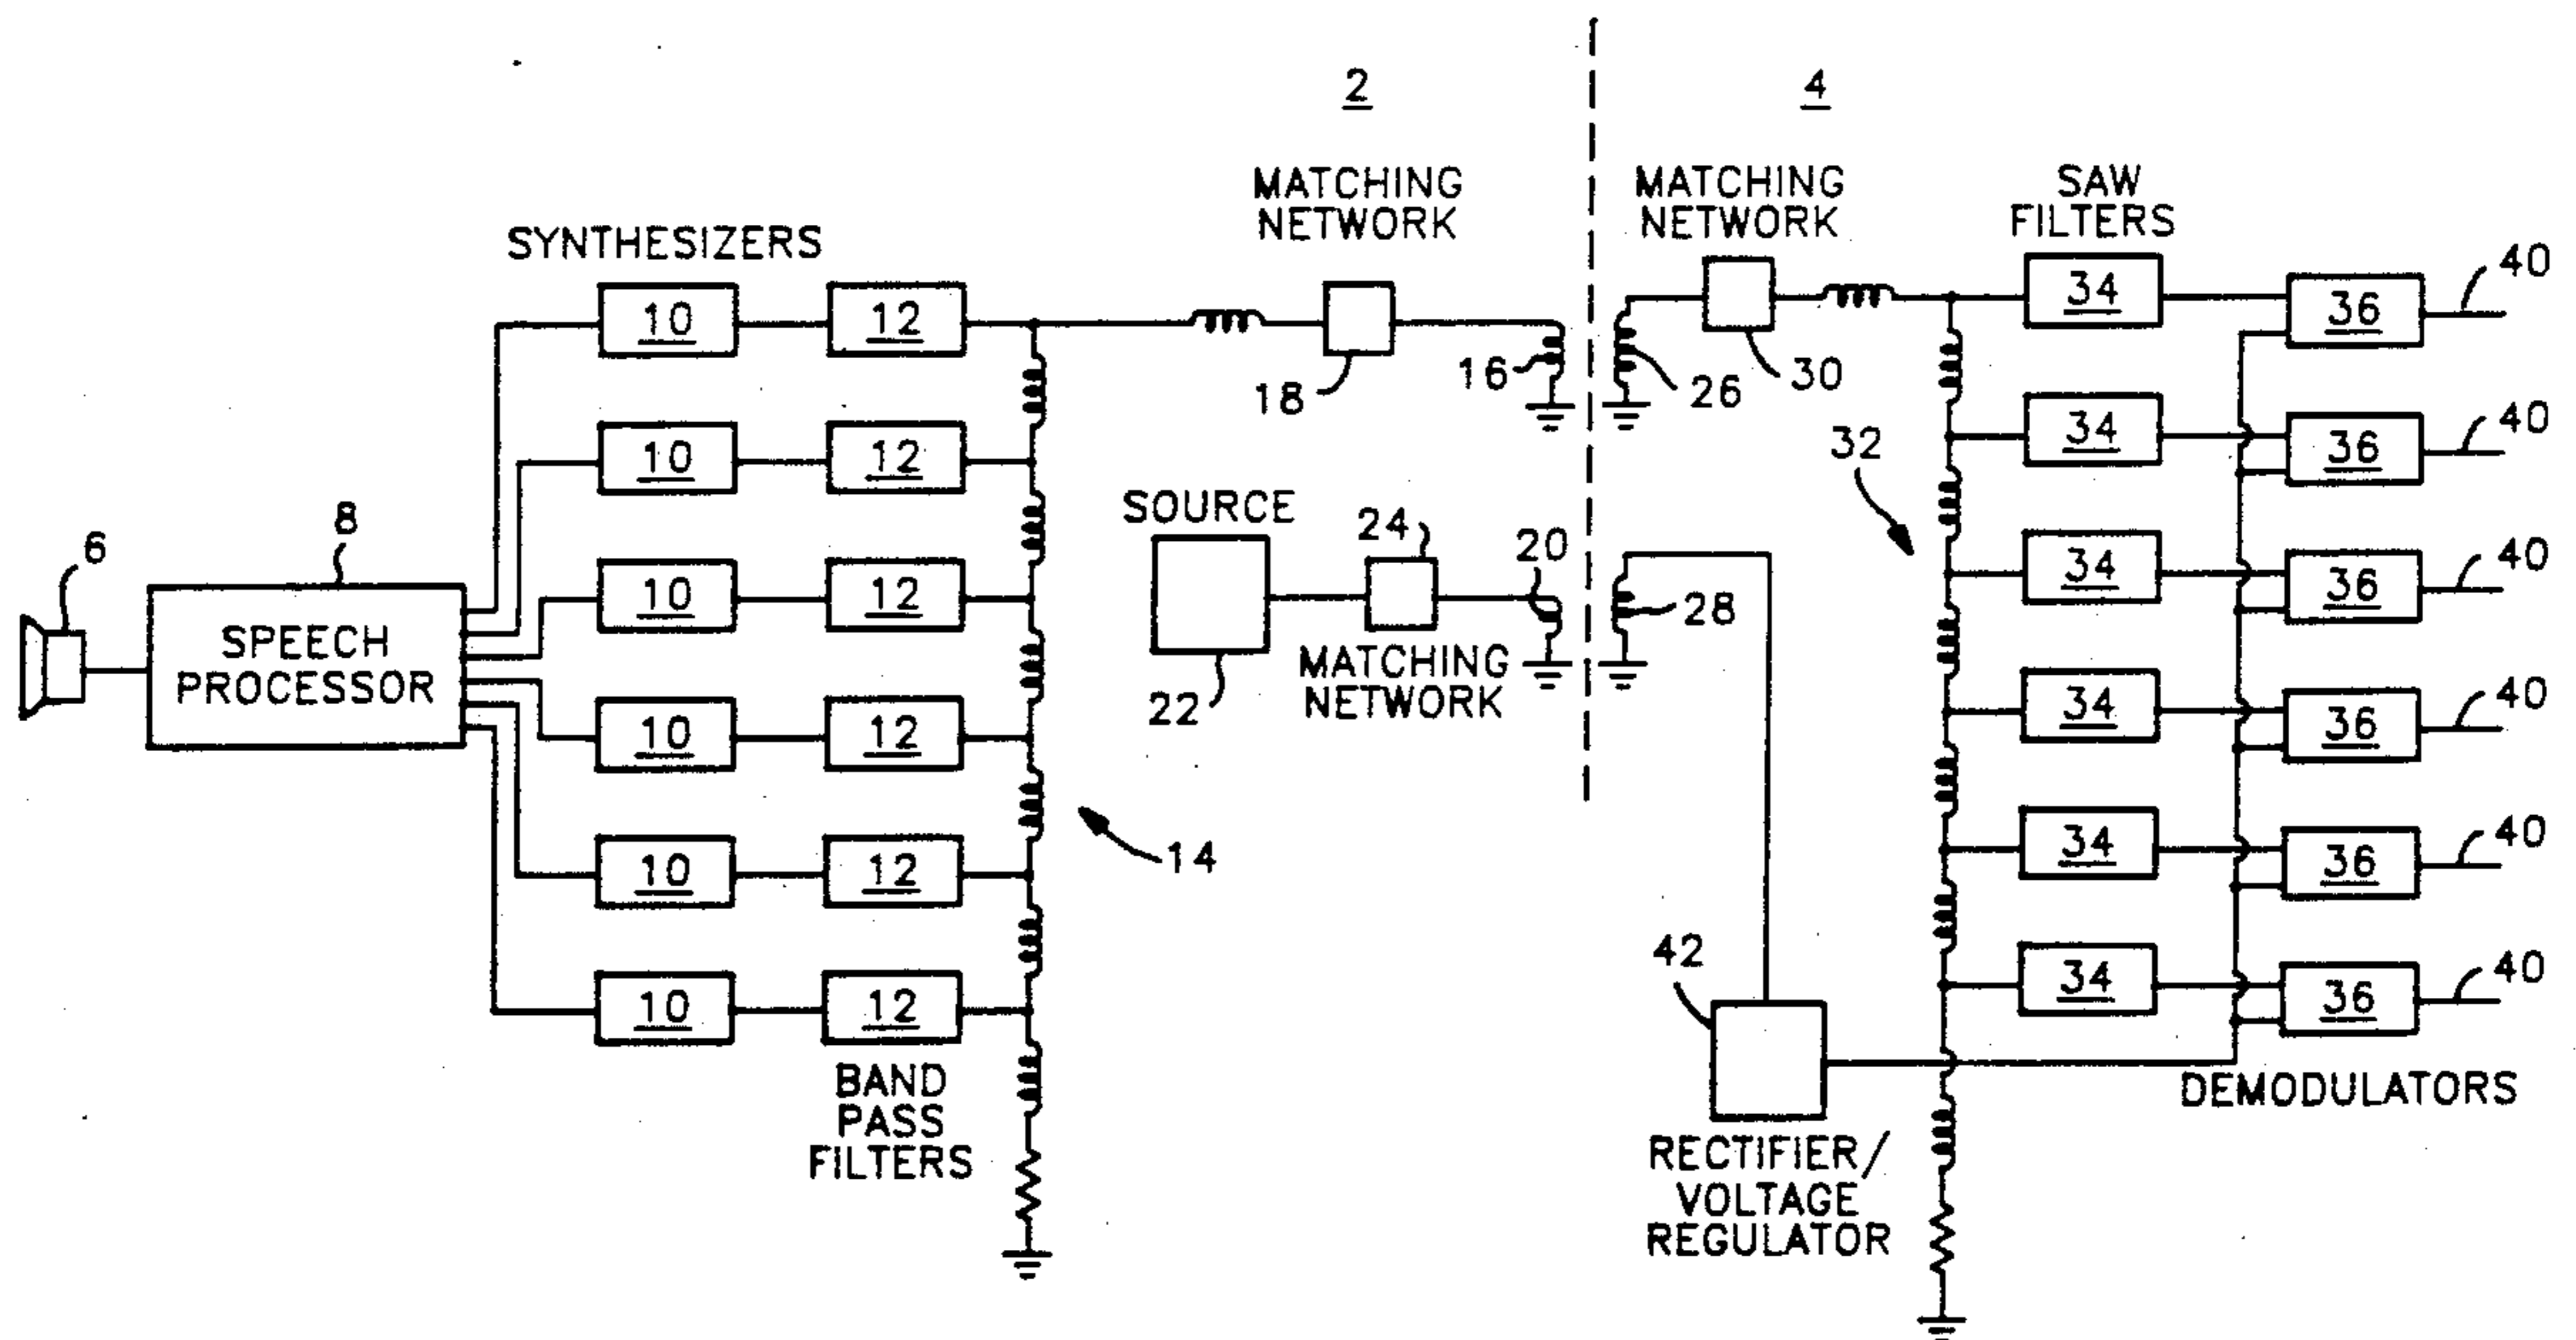 2
4
MATCHING
NETWORK
MATCHING
NETWORK
SAW
FILTERS
SYNTHESIZERS
10
12
18
16
26
30
34
36
40
10
12
34
36
40
32
SOURCE
22
24
20
28
MATCHING
NETWORK
6
8
SPEECH
PROCESSOR
10
12
34
36
40
10
12
34
36
40
14
10
12
34
36
40
10
12
34
36
40
42
BAND
PASS
FILTERS
RECTIFIER/
VOLTAGE
REGULATOR
DEMODULATORS